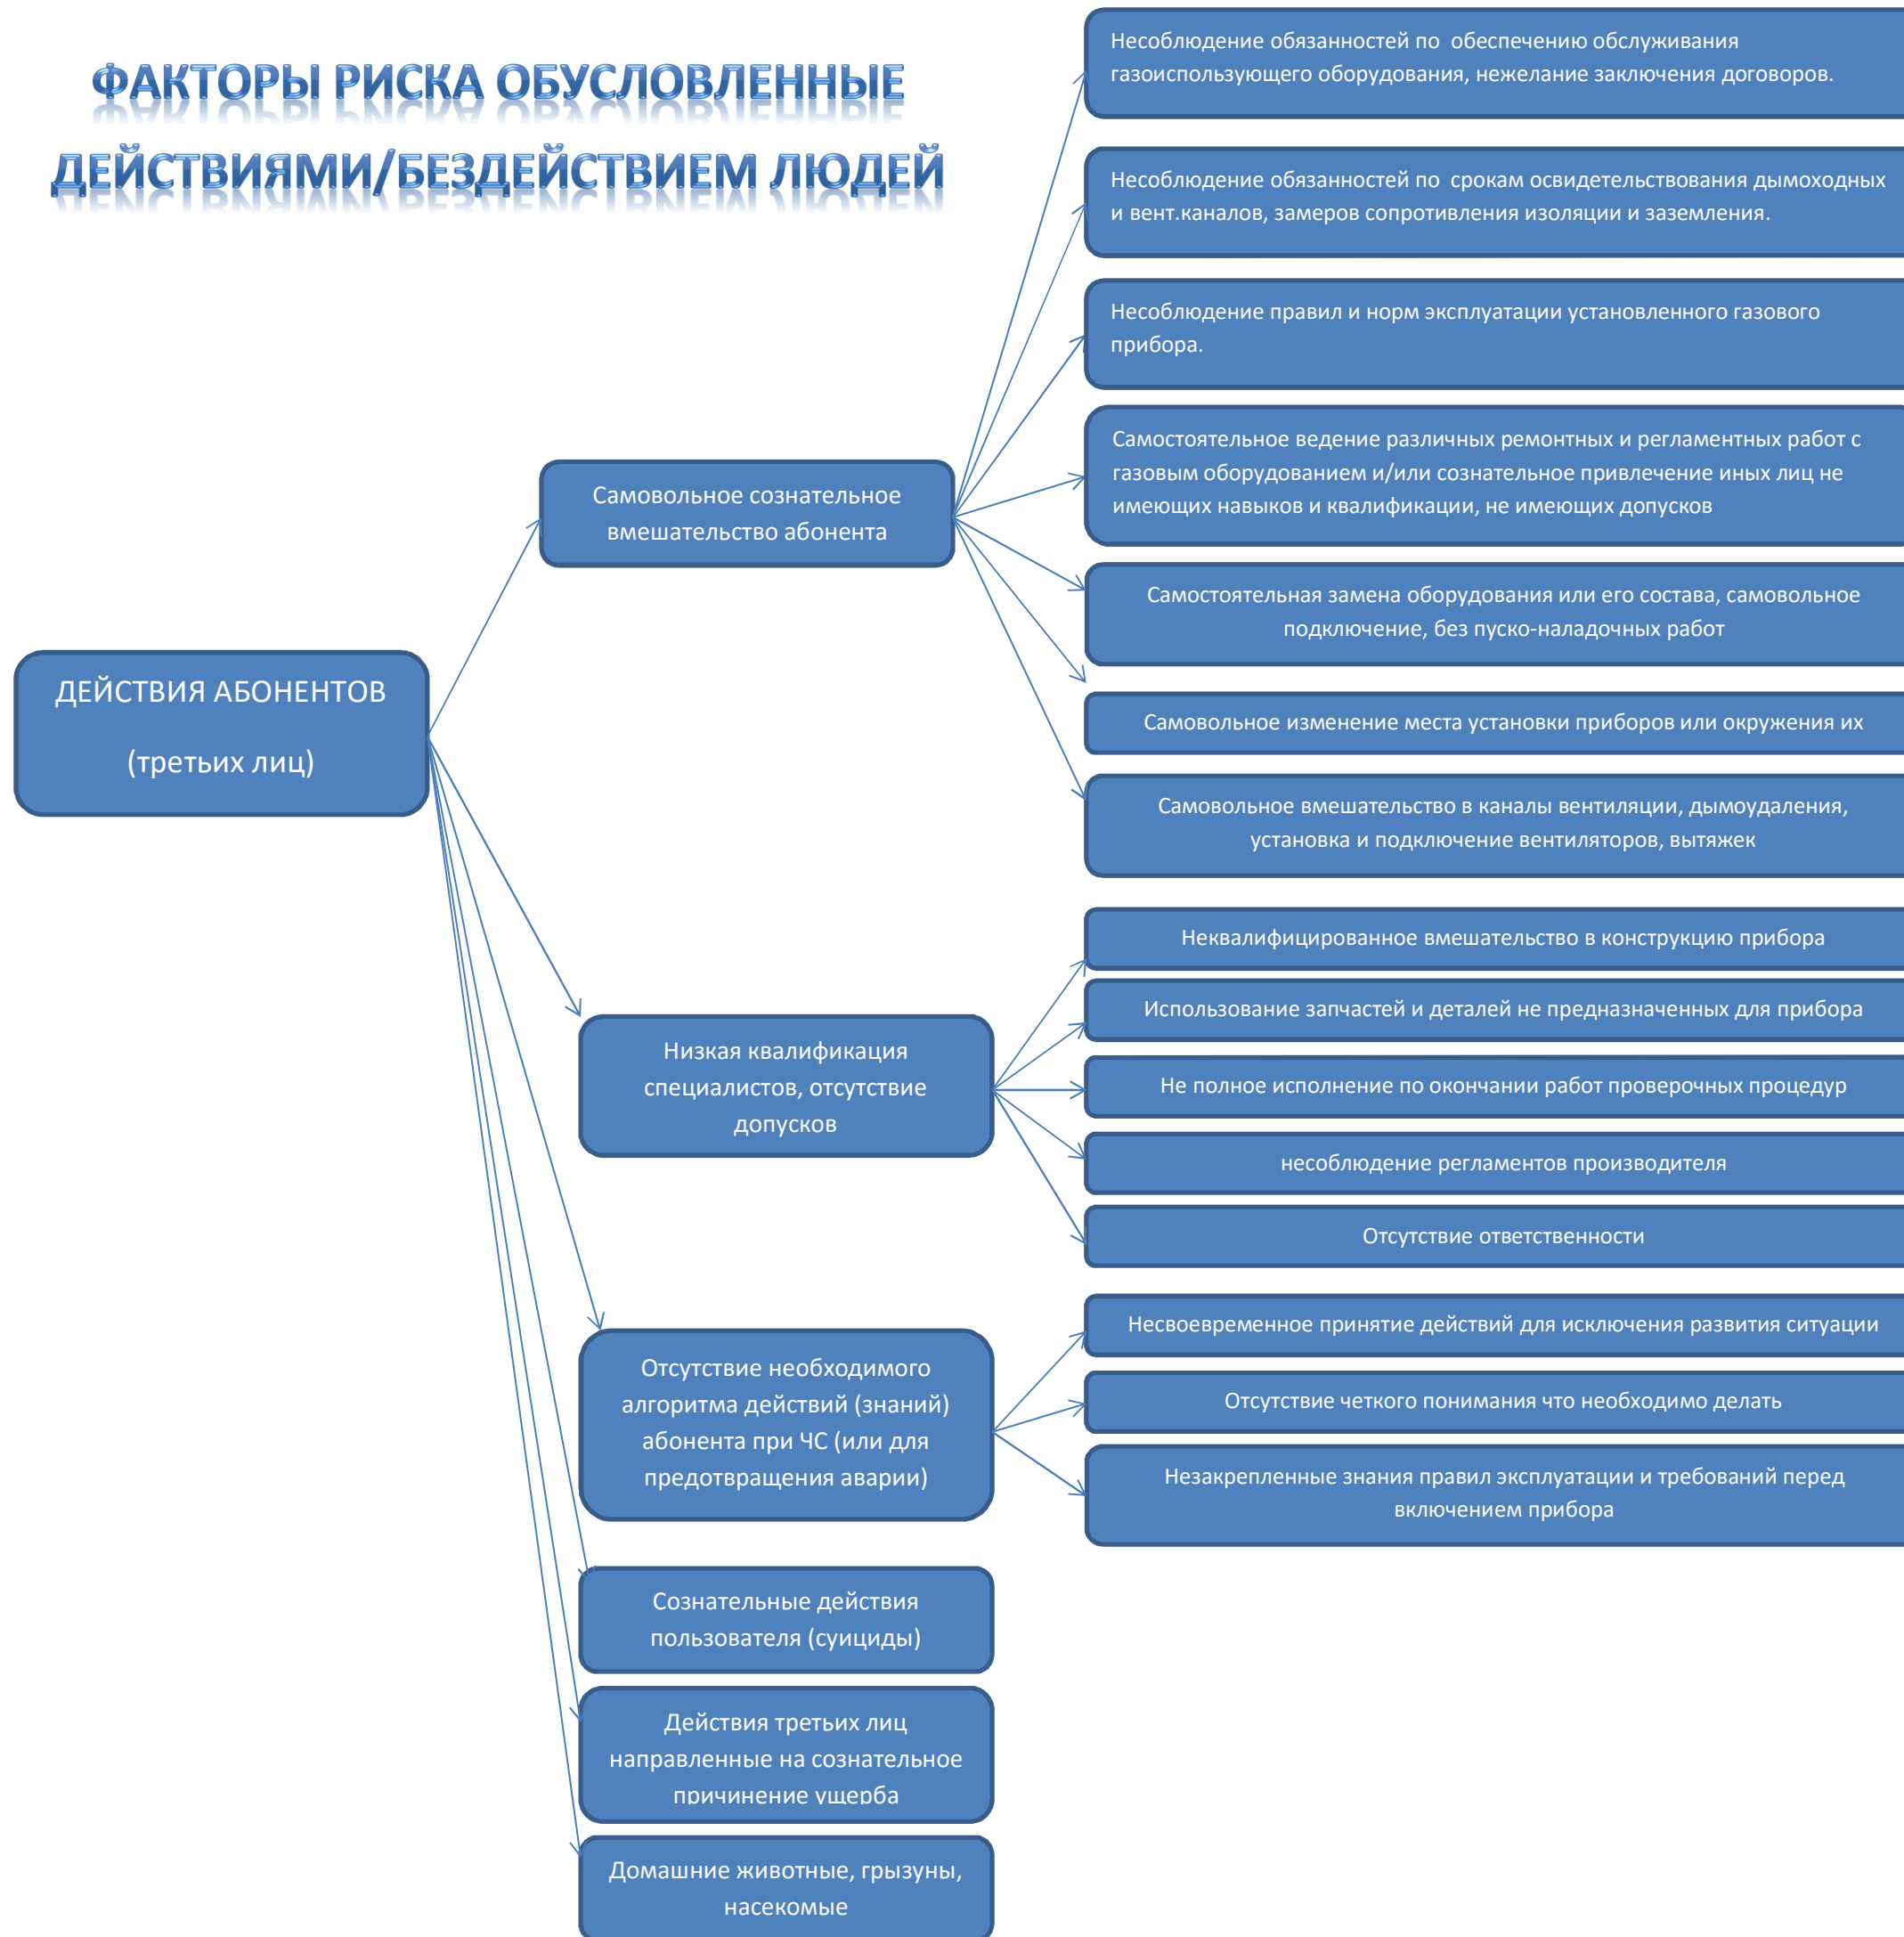 ФАКТОРЫ РИСКА ОБУСЛОВЛЕННЫЕ
ДЕЙСТВИЯМИ/БЕЗДЕЙСТВИЕМ ЛЮДЕЙ
ДЕЙСТВИЯ АБОНЕНТОВ
(третьих лиц)
Самовольное сознательное
вмешательство абонента
Несоблюдение обязанностей по  обеспечению обслуживания
газоиспользующего оборудования, нежелание заключения договоров.
Несоблюдение обязанностей по  срокам освидетельствования дымоходных
и вент.каналов, замеров сопротивления изоляции и заземления.
Несоблюдение правил и норм эксплуатации установленного газового
прибора.
Самостоятельное ведение различных ремонтных и регламентных работ с
газовым оборудованием и/или сознательное привлечение иных лиц не
имеющих навыков и квалификации, не имеющих допусков
Самостоятельная замена оборудования или его состава, самовольное
подключение, без пуско-наладочных работ
Самовольное изменение места установки приборов или окружения их
Самовольное вмешательство в каналы вентиляции, дымоудаления,
установка и подключение вентиляторов, вытяжек
Низкая квалификация
специалистов, отсутствие
допусков
Неквалифицированное вмешательство в конструкцию прибора
Использование запчастей и деталей не предназначенных для прибора
Не полное исполнение по окончании работ проверочных процедур
несоблюдение регламентов производителя
Отсутствие ответственности
Отсутствие необходимого
алгоритма действий (знаний)
абонента при ЧС (или для
предотвращения аварии)
Несвоевременное принятие действий для исключения развития ситуации
Отсутствие четкого понимания что необходимо делать
Незакрепленные знания правил эксплуатации и требований перед
включением прибора
Сознательные действия
пользователя (суициды)
Действия третьих лиц
направленные на сознательное
причинение ущерба
Домашние животные, грызуны,
насекомые